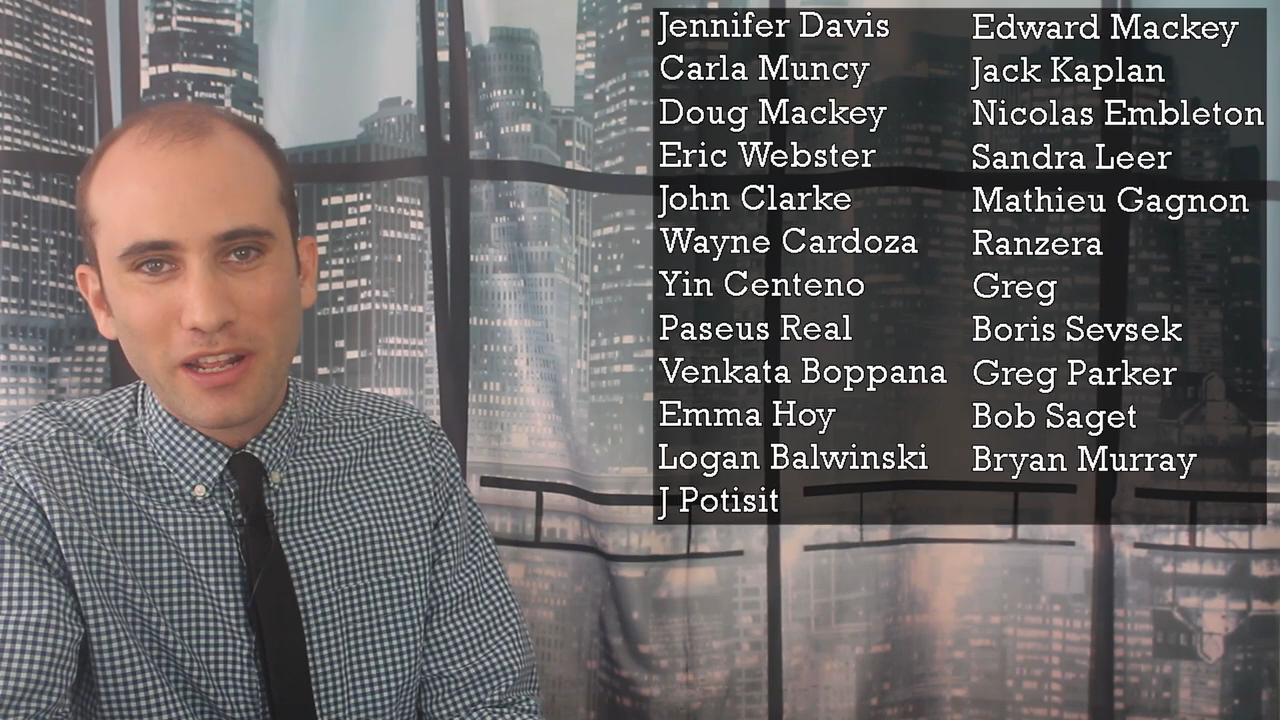 Jennifer Davis
Carla Muncy
Doug Mackey
Eric Webster
John Clarke
Wayne Cardoza
Yin Centeno
Paseus Real
Venkata Boppana
Emma Hoy
Logan Balwinski
J Potisit
Edward Mackey
Jack Kaplan
Nicolas Embleton
Sandra Leer
Mathieu Gagnon
Ranzera
Greg
Boris Sevsek
Greg Parker
Bob Saget
Bryan Murray